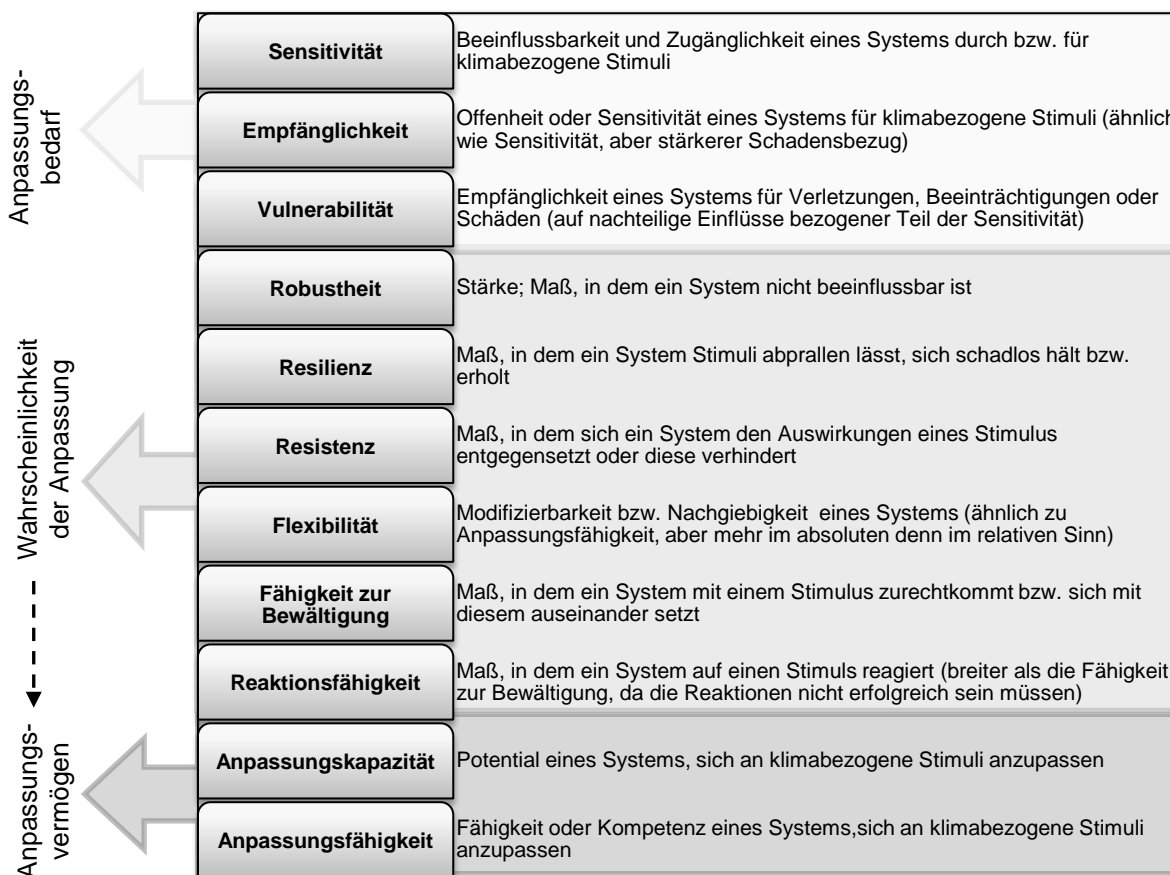 Anpassungs-
bedarf
Sensitivität
Beeinflussbarkeit und Zugänglichkeit eines Systems durch bzw. für
klimabezogene Stimuli
Empfänglichkeit
Offenheit oder Sensitivität eines Systems für klimabezogene Stimuli (ähnlich
wie Sensitivität, aber stärkerer Schadensbezug)
Vulnerabilität
Empfänglichkeit eines Systems für Verletzungen, Beeinträchtigungen oder
Schäden (auf nachteilige Einflüsse bezogener Teil der Sensitivität)
Wahrscheinlichkeit
der Anpassung
Robustheit
Stärke; Maß, in dem ein System nicht beeinflussbar ist
Resilienz
Maß, in dem ein System Stimuli abprallen lässt, sich schadlos hält bzw.
erholt
Resistenz
Maß, in dem sich ein System den Auswirkungen eines Stimulus
entgegensetzt oder diese verhindert
Flexibilität
Modifizierbarkeit bzw. Nachgiebigkeit eines Systems (ähnlich zu
Anpassungsfähigkeit, aber mehr im absoluten denn im relativen Sinn)
Fähigkeit zur
Bewältigung
Maß, in dem ein System mit einem Stimulus zurechtkommt bzw. sich mit
diesem auseinander setzt
Reaktionsfähigkeit
Maß, in dem ein System auf einen Stimuls reagiert (breiter als die Fähigkeit
zur Bewältigung, da die Reaktionen nicht erfolgreich sein müssen)
Anpassungs-
vermögen
Anpassungskapazität
Potential eines Systems, sich an klimabezogene Stimuli anzupassen
Anpassungsfähigkeit
Fähigkeit oder Kompetenz eines Systems,sich an klimabezogene Stimuli
anzupassen